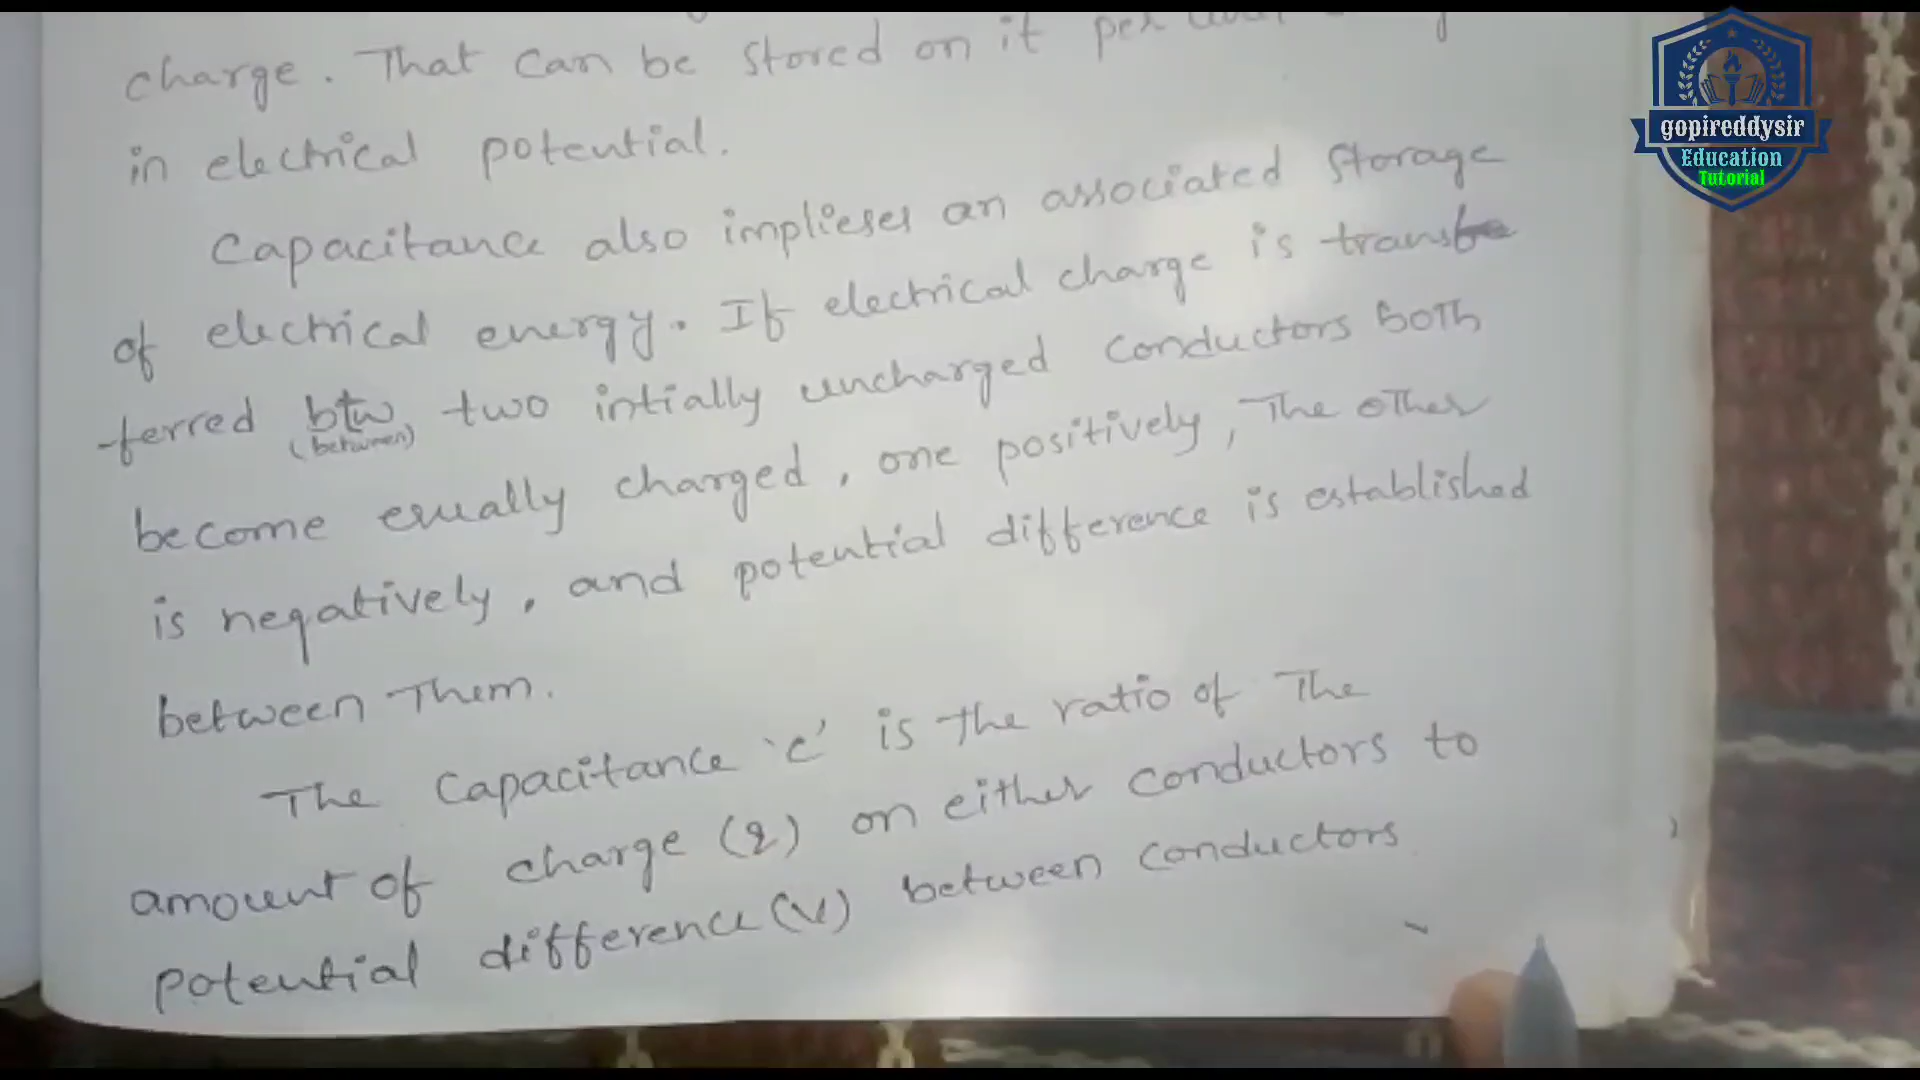 charge. That can be stored on it per
in electrical potential.
Capacitance also implieses an associated storage
of electrical energy. If electrical charge is trans
-ferred btw two intially uncharged conductors both
(between)
become equally charged, one positively, The other
is negatively, and potential difference is established
between Them.
The capacitance 'c' is the ratio of The
amount of charge (q) on either conductors to
potential difference (V) between conductors
gopireddysir
Education
Tutorial